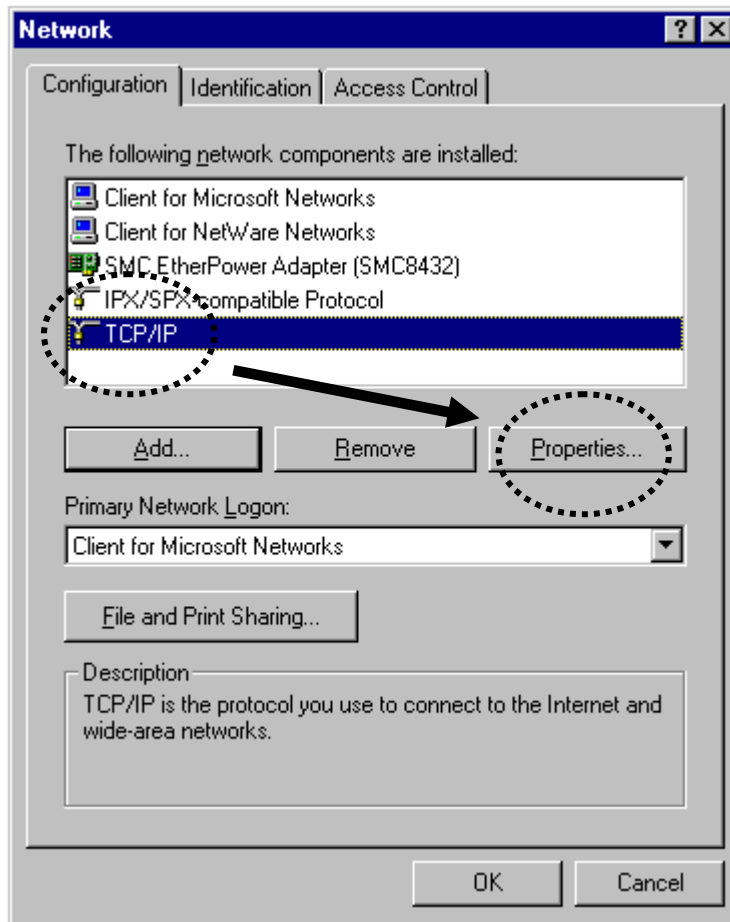 Network
Configuration Identification Access Control
The following network components are installed:
Client for Microsoft Networks
Client for NetWare Networks
SMC EtherPower Adapter (SMC8432)
IPX/SPX-compatible Protocol
TCP/IP
Add... Remove Properties...
Primary Network Logon:
Client for Microsoft Networks
File and Print Sharing...
Description
TCP/IP is the protocol you use to connect to the Internet and
wide-area networks.
OK Cancel